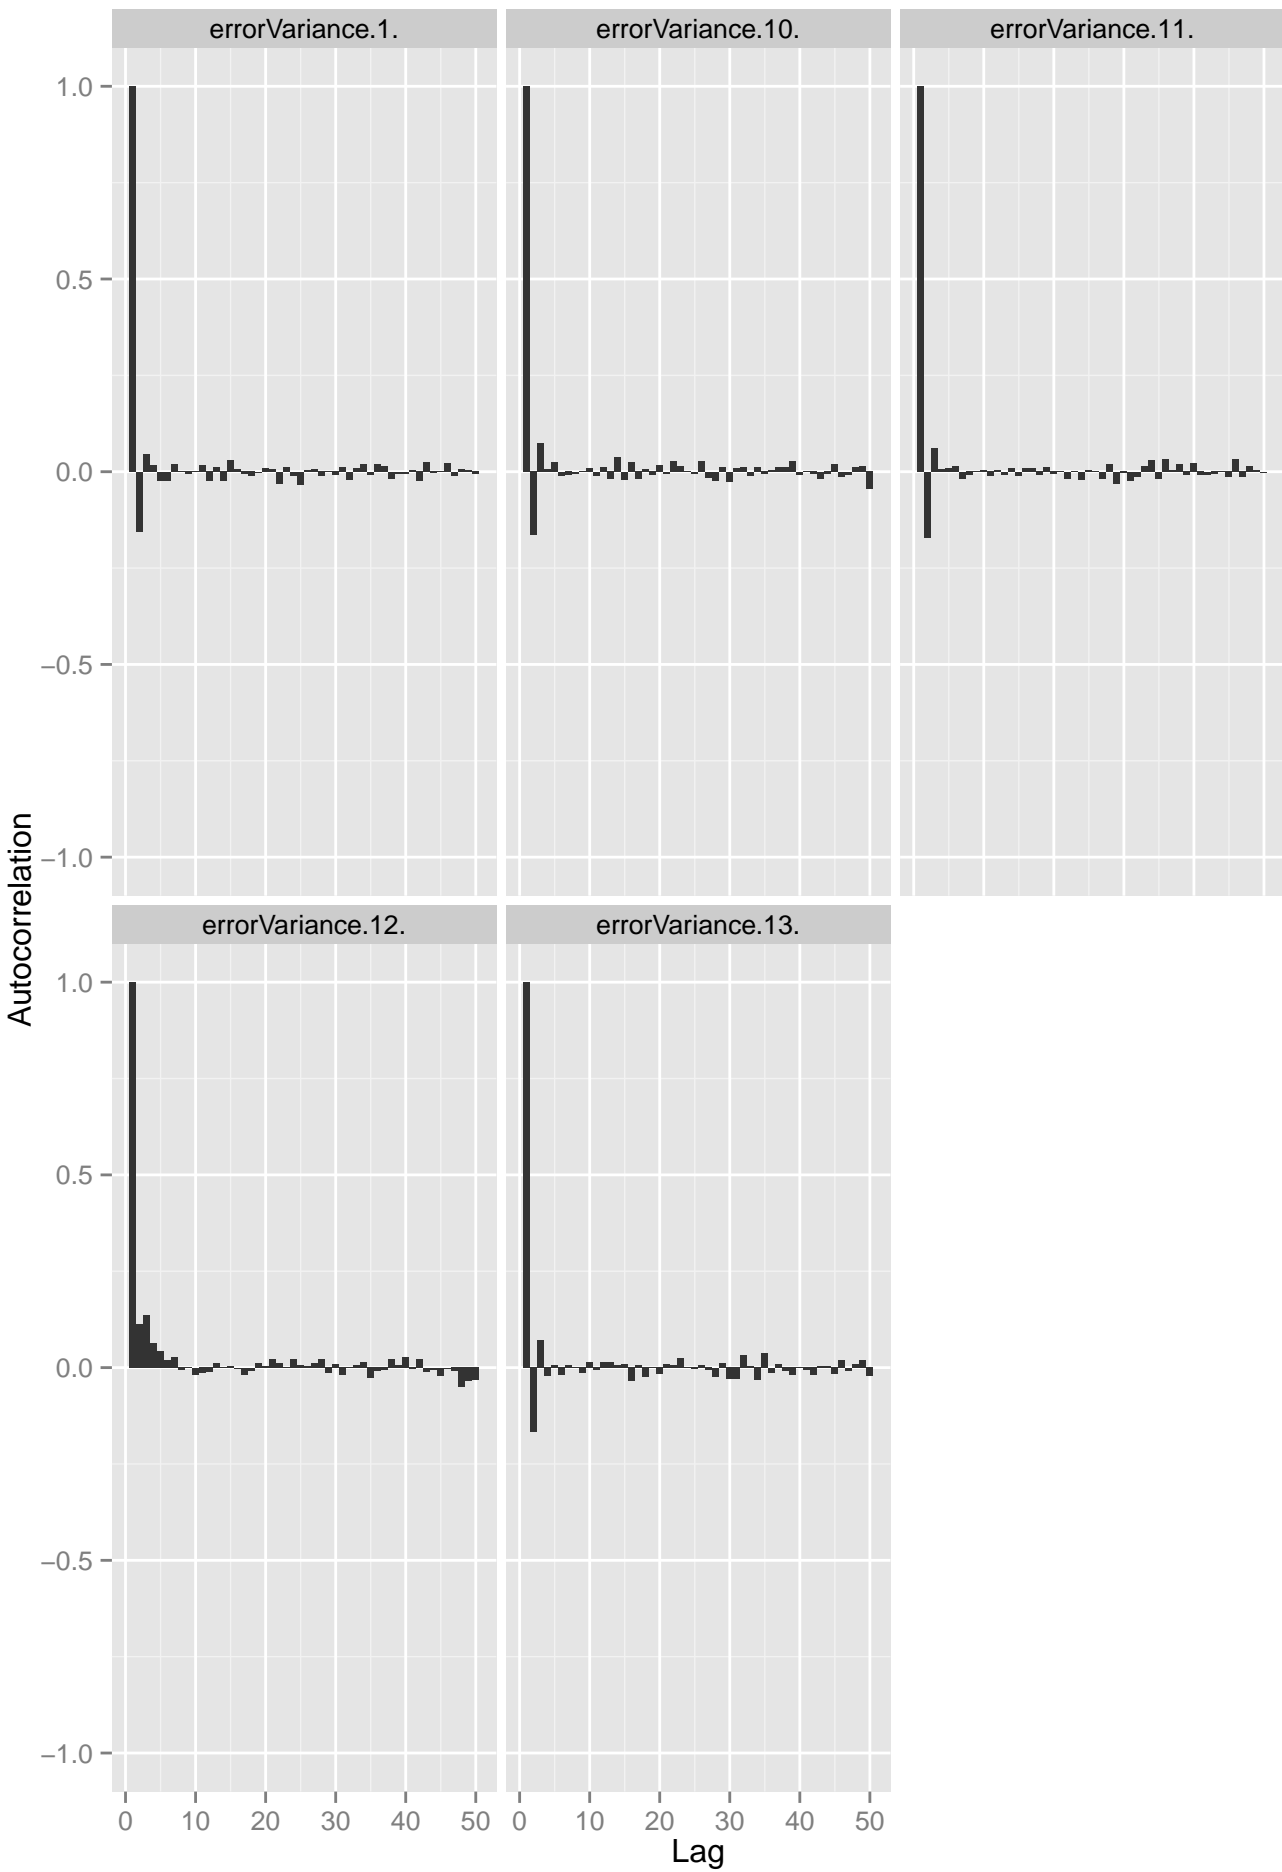 errorVariance.1. errorVariance.10. errorVariance.11.
1.0
0.5
0.0
−0.5
−1.0
errorVariance.12. errorVariance.13.
1.0
0.5
0.0
−0.5
−1.0
0 10 20 30 40 50 0 10 20 30 40 50
Lag
Autocorrelation